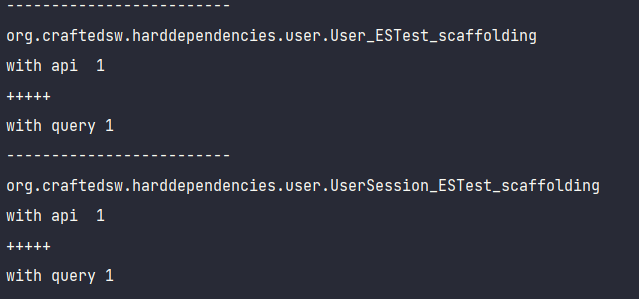 -------------------------
org.craftedsw.harddependencies.user.User_ESTest_scaffolding
with api  1
+++++
with query 1
-------------------------
org.craftedsw.harddependencies.user.UserSession_ESTest_scaffolding
with api  1
+++++
with query 1